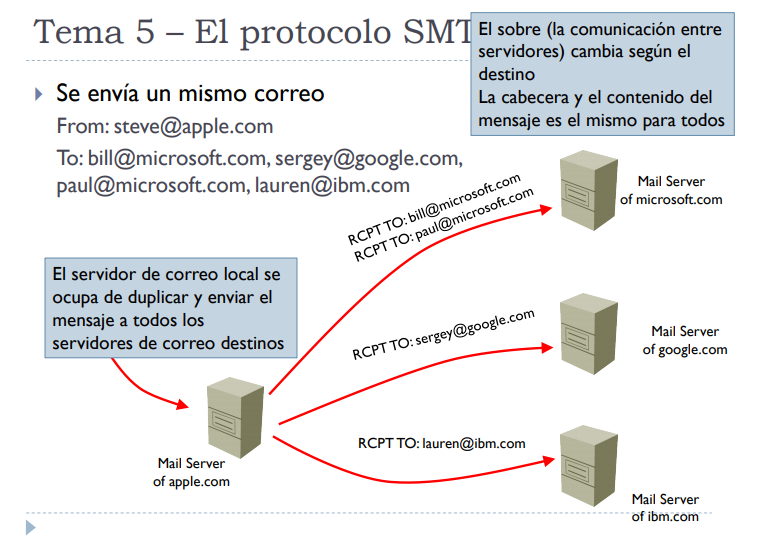 Tema 5 – El protocolo SMT
El sobre (la comunicación entre
servidores) cambia según el
destino
La cabecera y el contenido del
mensaje es el mismo para todos
Se envía un mismo correo
From: steve@apple.com
To: bill@microsoft.com, sergey@google.com,
paul@microsoft.com, lauren@ibm.com
RCPT TO: bill@microsoft.com
RCPT TO: paul@microsoft.com
Mail Server
of microsoft.com
El servidor de correo local se
ocupa de duplicar y enviar el
mensaje a todos los
servidores de correo destinos
RCPT TO: sergey@google.com
Mail Server
of google.com
RCPT TO: lauren@ibm.com
Mail Server
of apple.com
Mail Server
of ibm.com